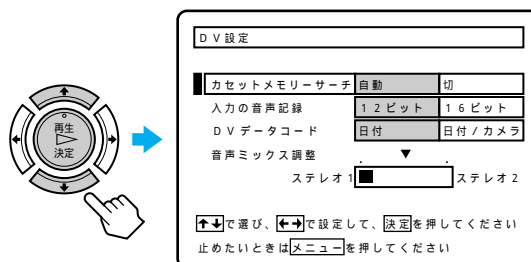 再生
決定
DV設定
カセットメモリーサーチ 自動 切
入力の音声記録 12ビット 16ビット
DVデータコード 日付 日付/カメラ
音声ミックス調整
ステレオ1 ステレオ2
↑↓で選び、←→で設定して、決定を押してください
止めたいときはメニューを押してください